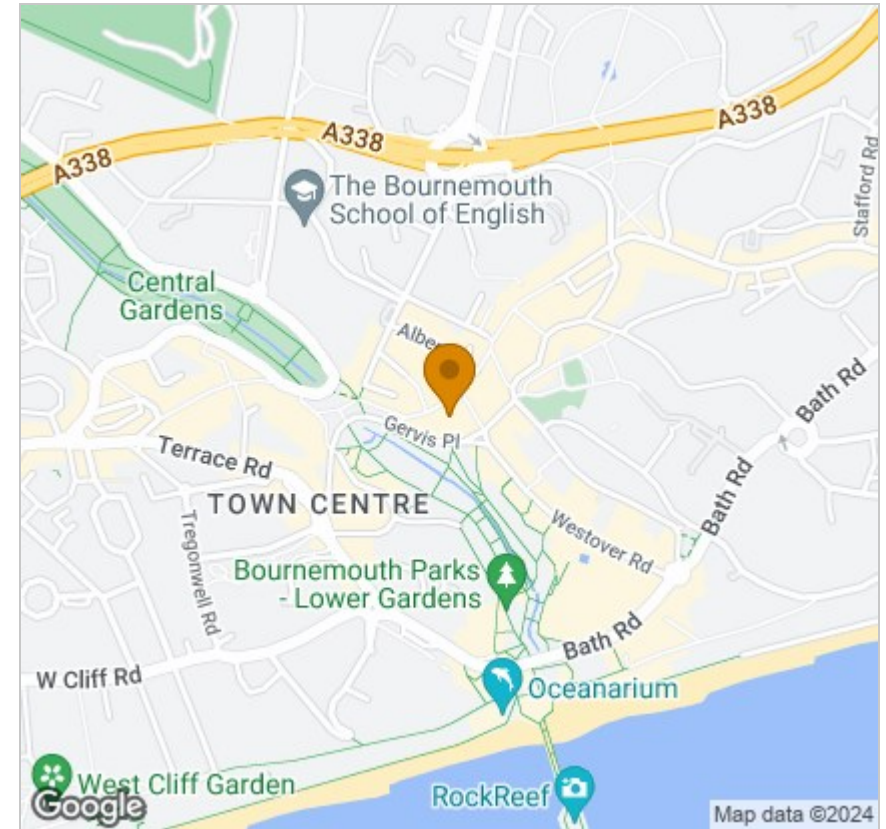 A338
A338
A338
Stafford Rd
The Bournemouth
School of English
Central
Gardens
Gervis Pl
Bath Rd
Terrace Rd
TOWN CENTRE
Tregonwell Rd
Westover Rd
Bath Rd
Bournemouth Parks
- Lower Gardens
Bath Rd
W Cliff Rd
Oceanarium
West Cliff Garden
RockReef
Google
Map data ©2024